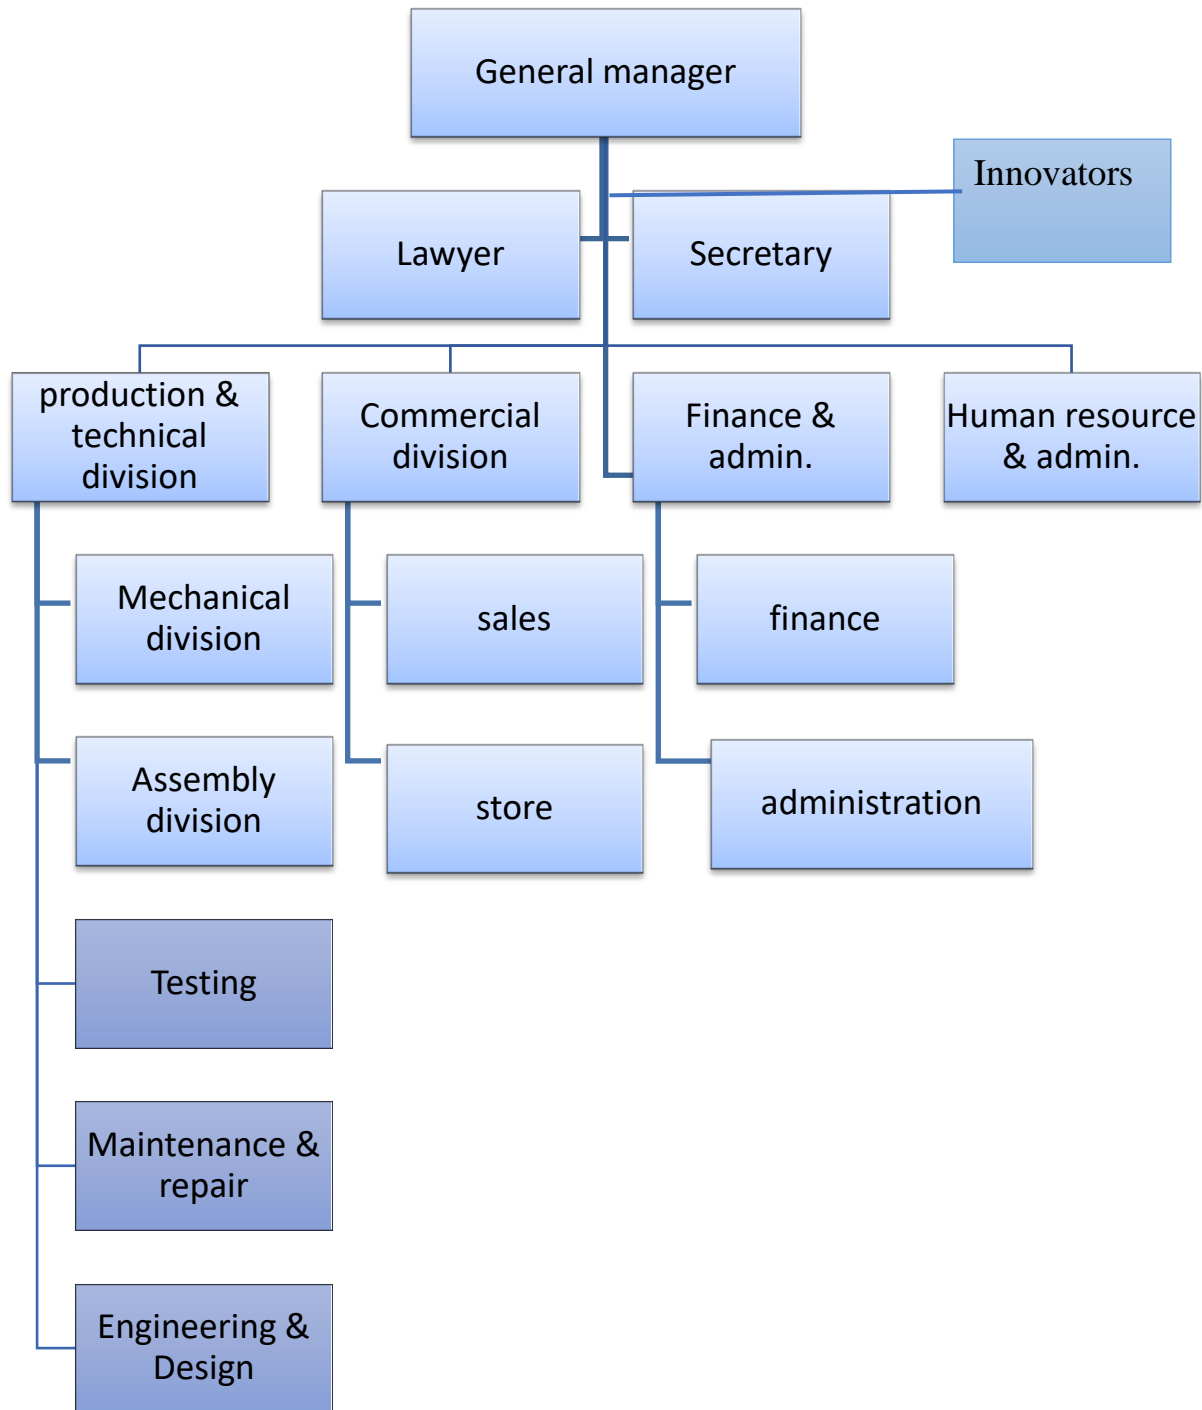 General manager
Innovators
Lawyer
Secretary
production &
technical
division
Commercial
division
Finance &
admin.
Human resource
& admin.
Mechanical
division
sales
finance
Assembly
division
store
administration
Testing
Maintenance &
repair
Engineering &
Design